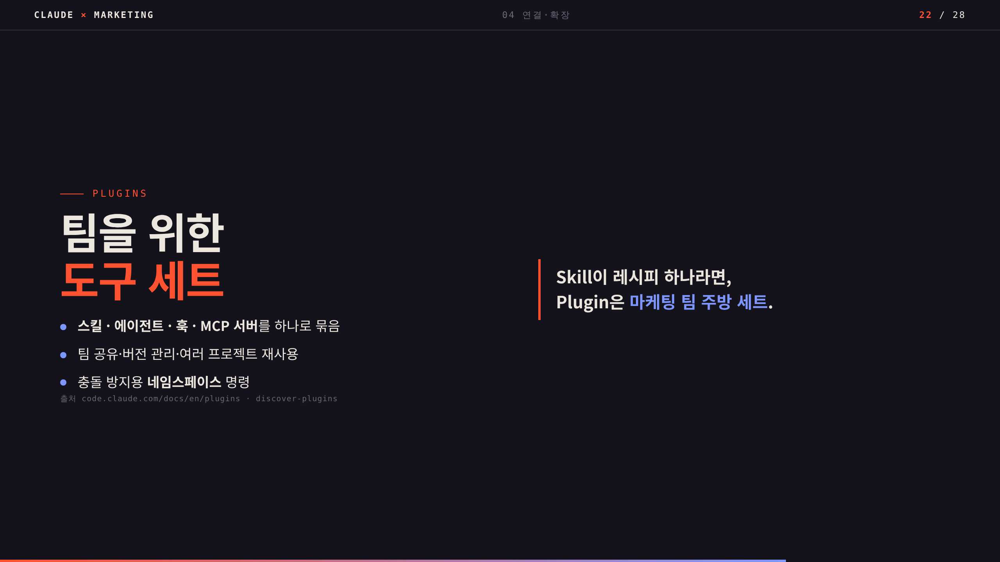 CLAUDE × MARKETING
04 연결·확장
22 / 28
PLUGINS
팀을 위한
도구 세트
스킬 · 에이전트 · 훅 · MCP 서버를 하나로 묶음
팀 공유·버전 관리·여러 프로젝트 재사용
충돌 방지용 네임스페이스 명령
출처 code.claude.com/docs/en/plugins · discover-plugins
Skill이 레시피 하나라면,
Plugin은 마케팅 팀 주방 세트.